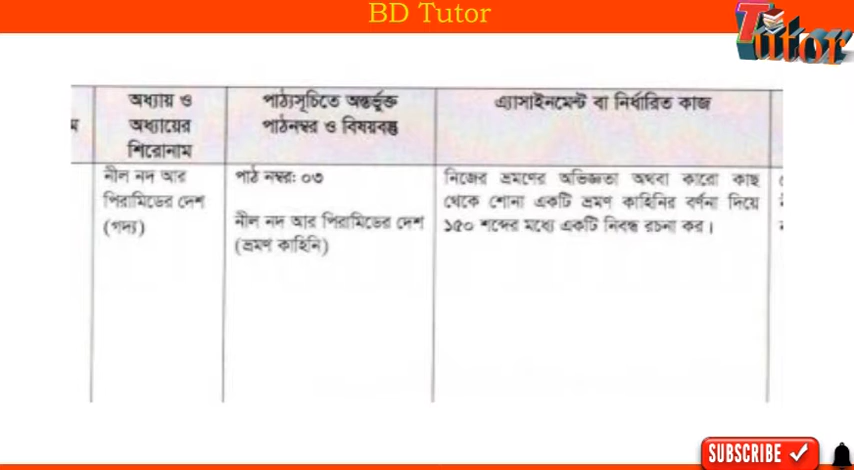 BD Tutor
Tutor
অধ্যায় ও
অধ্যায়ের
শিরোনাম
পাঠ্যসূচিতে অন্তর্ভুক্ত
পাঠনম্বর ও বিষয়বস্তু
এ্যাসাইনমেন্ট বা নির্ধারিত কাজ
ম
নীল নদ আর
পিরামিডের দেশ
(গদ্য)
পাঠ নম্বর: ০৩
নীল নদ আর পিরামিডের দেশ
(ভ্রমণ কাহিনি)
নিজের ভ্রমণের অভিজ্ঞতা অথবা কারো কাছ
থেকে শোনা একটি ভ্রমণ কাহিনির বর্ণনা দিয়ে
১৫০ শব্দের মধ্যে একটি নিবন্ধ রচনা কর।
SUBSCRIBE